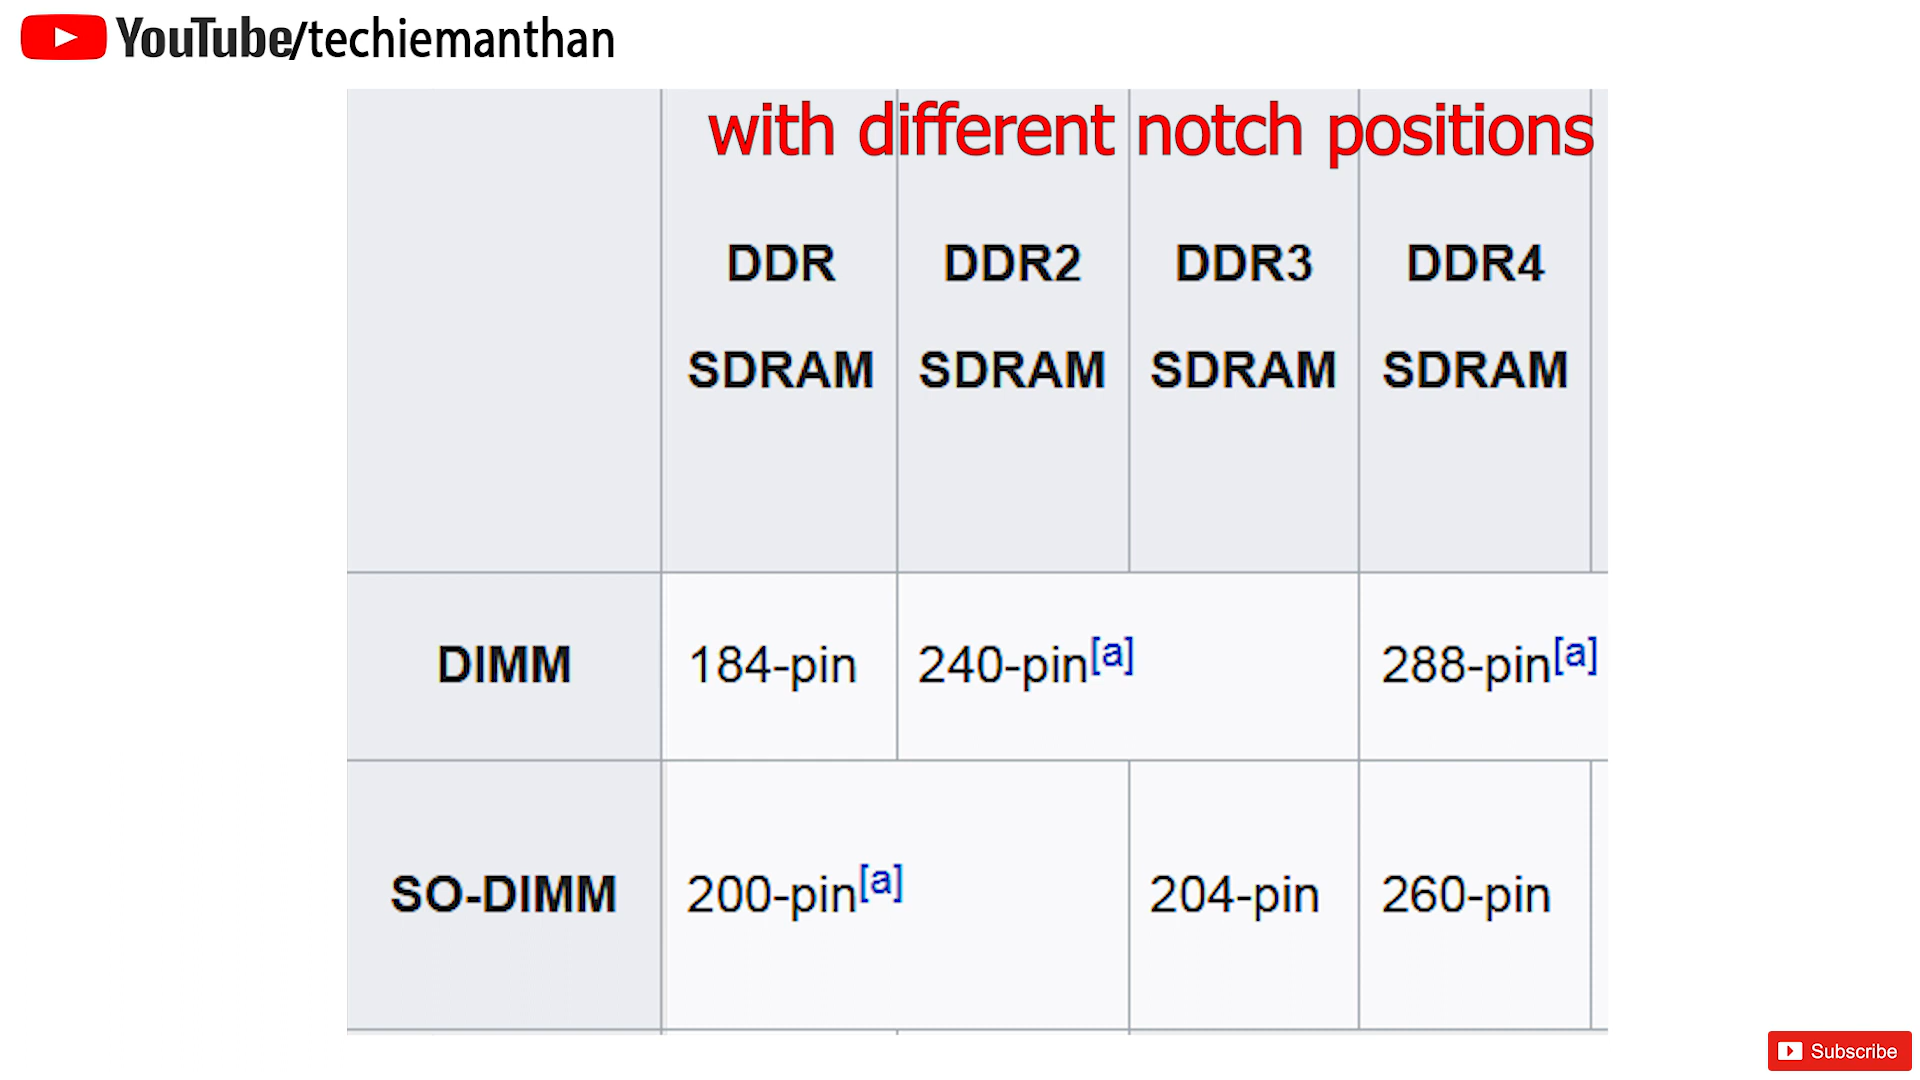 YouTube/techiemanthan
with different notch positions
DDR SDRAM
DDR2 SDRAM
DDR3 SDRAM
DDR4 SDRAM
DIMM 184-pin 240-pin[a] 288-pin[a]
SO-DIMM 200-pin[a] 204-pin 260-pin
Subscribe